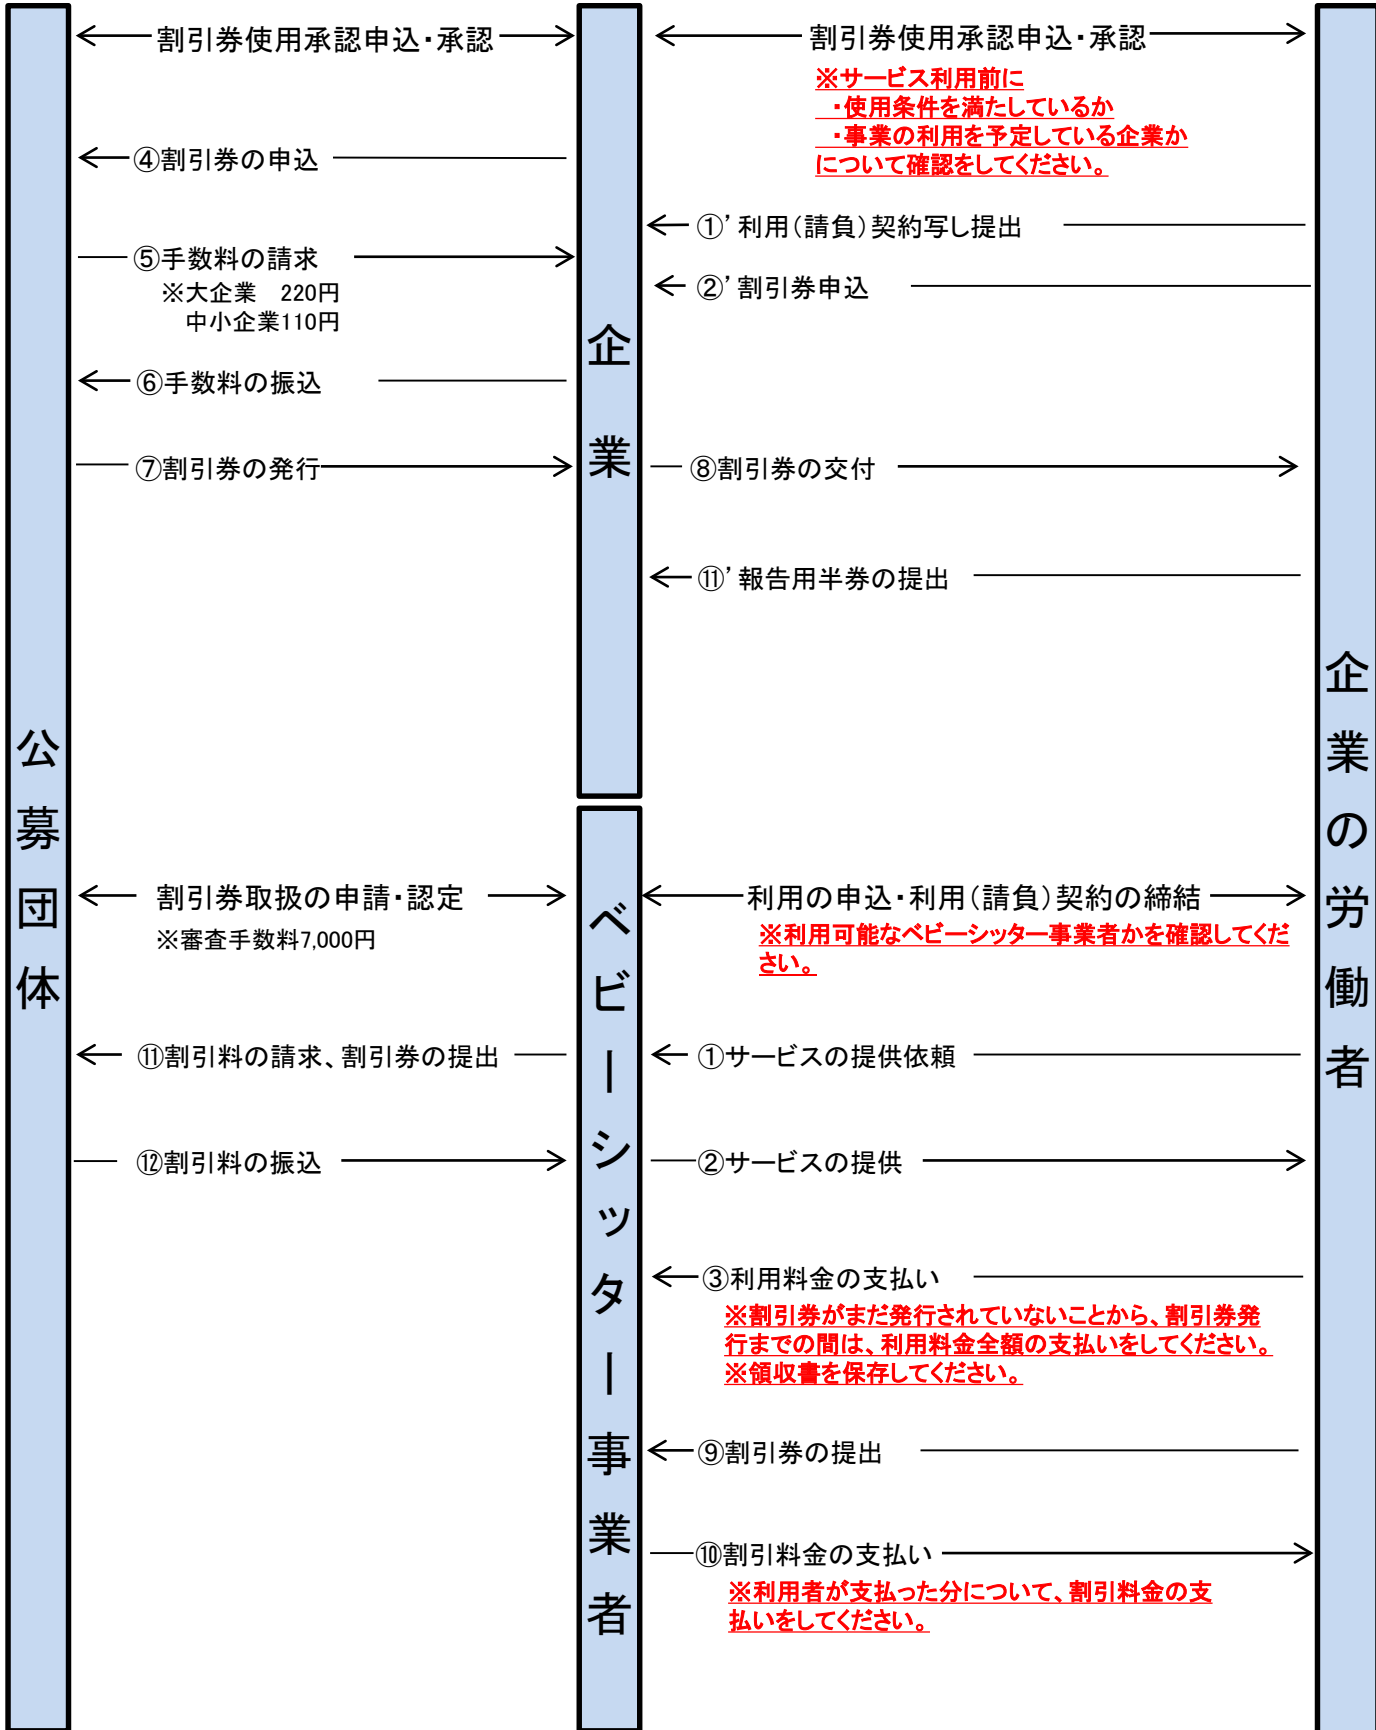 割引券使用承認申込・承認
割引券使用承認申込・承認
※サービス利用前に
・使用条件を満たしているか
・事業の利用を予定している企業か
について確認をしてください。
④割引券の申込
①’利用(請負)契約写し提出
⑤手数料の請求
※大企業　220円
中小企業110円
②’割引券申込
⑥手数料の振込
⑦割引券の発行
⑧割引券の交付
⑪’報告用半券の提出
企業
公募団体
企業の労働者
ベビーシッター事業者
割引券取扱の申請・認定
※審査手数料7,000円
利用の申込・利用(請負)契約の締結
※利用可能なベビーシッター事業者かを確認してくだ
さい。
⑪割引料の請求、割引券の提出
①サービスの提供依頼
⑫割引料の振込
②サービスの提供
③利用料金の支払い
※割引券がまだ発行されていないことから、割引券発
行までの間は、利用料金全額の支払いをしてください。
※領収書を保存してください。
⑨割引券の提出
⑩割引料金の支払い
※利用者が支払った分について、割引料金の支
払いをしてください。